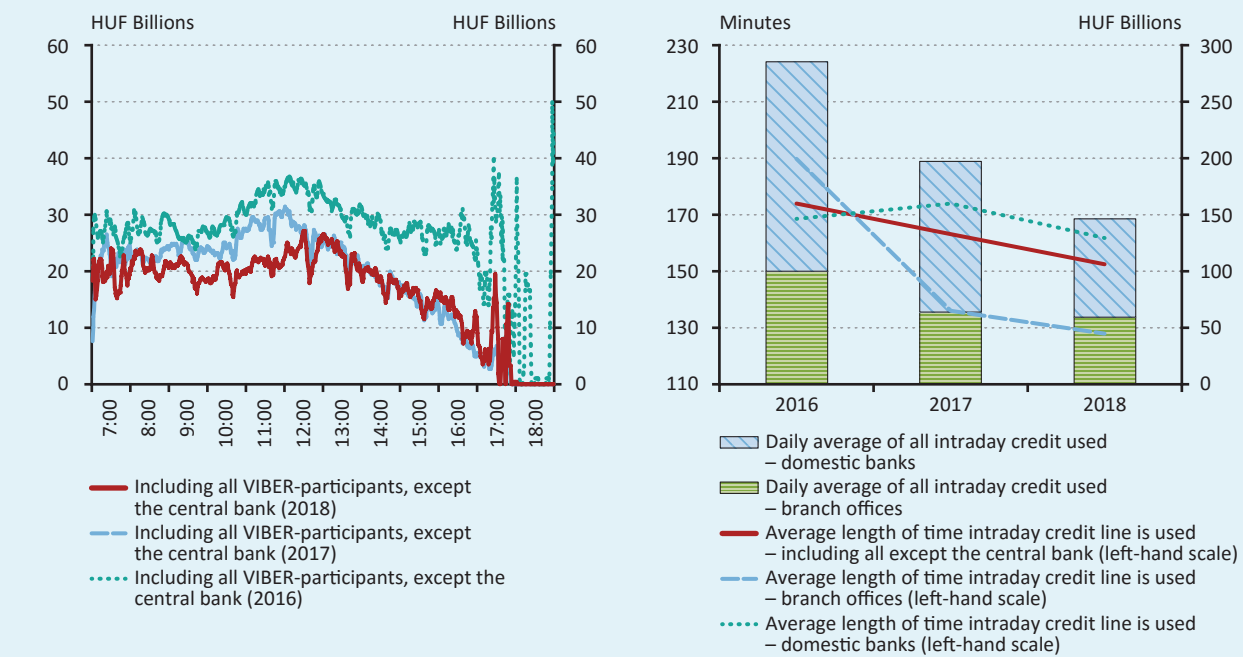 HUF Billions
HUF Billions
60
50
40
30
20
10
0
60
50
40
30
20
10
0
7:00
8:00
9:00
10:00
11:00
12:00
13:00
14:00
15:00
16:00
17:00
18:00
Including all VIBER-participants, except
the central bank (2018)
Including all VIBER-participants, except
the central bank (2017)
Including all VIBER-participants, except the
central bank (2016)
Minutes
HUF Billions
230
210
190
170
150
130
110
300
250
200
150
100
50
0
2016
2017
2018
Daily average of all intraday credit used
– domestic banks
Daily average of all intraday credit used
– branch offices
Average length of time intraday credit line is used
– including all except the central bank (left-hand scale)
Average length of time intraday credit line is used
– branch offices (left-hand scale)
Average length of time intraday credit line is used
– domestic banks (left-hand scale)